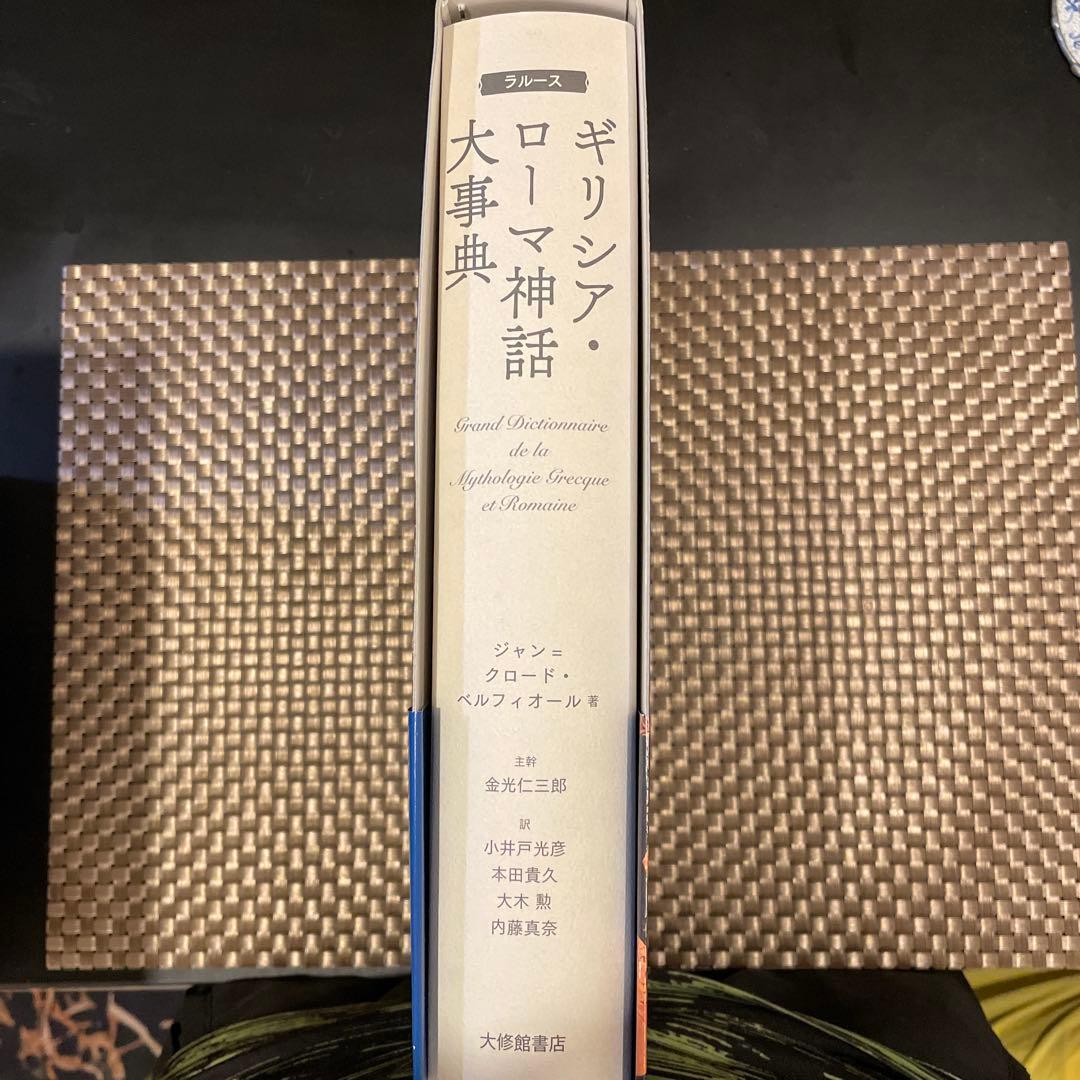 ラルース
ギリシア・
ローマ神話
大事典
Grand Dictionnaire
de la
Mythologie Grecque
et Romaine
ジャン=
クロード・
ベルフィオール 著
主幹
金光仁三郎
訳
小井戸光彦
本田貴久
大木 勲
内藤真奈
大修館書店